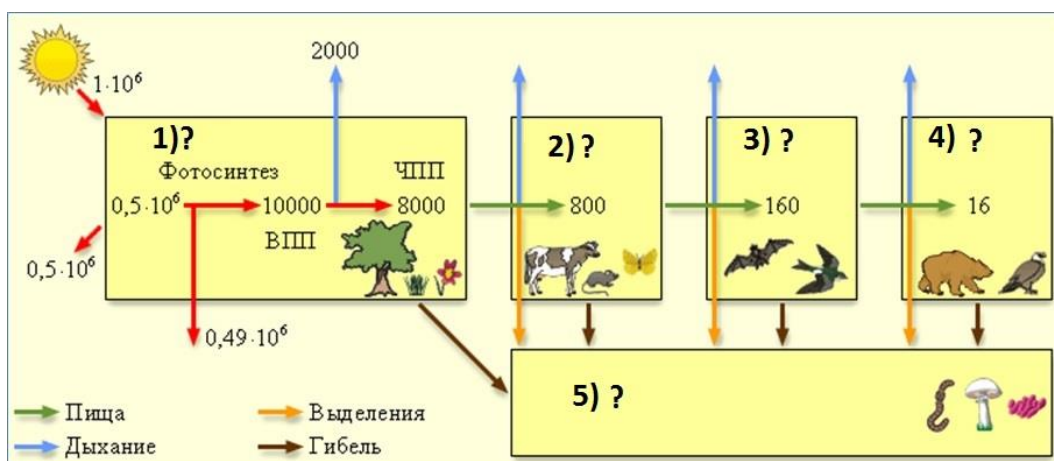 2000
1·10⁶
1)?
2) ?
3) ?
4) ?
Фотосинтез
ЧПП
0,5·10⁶
10000
8000
800
160
16
ВПП
0,5·10⁶
0,49·10⁶
5) ?
Пища
Выделения
Дыхание
Гибель